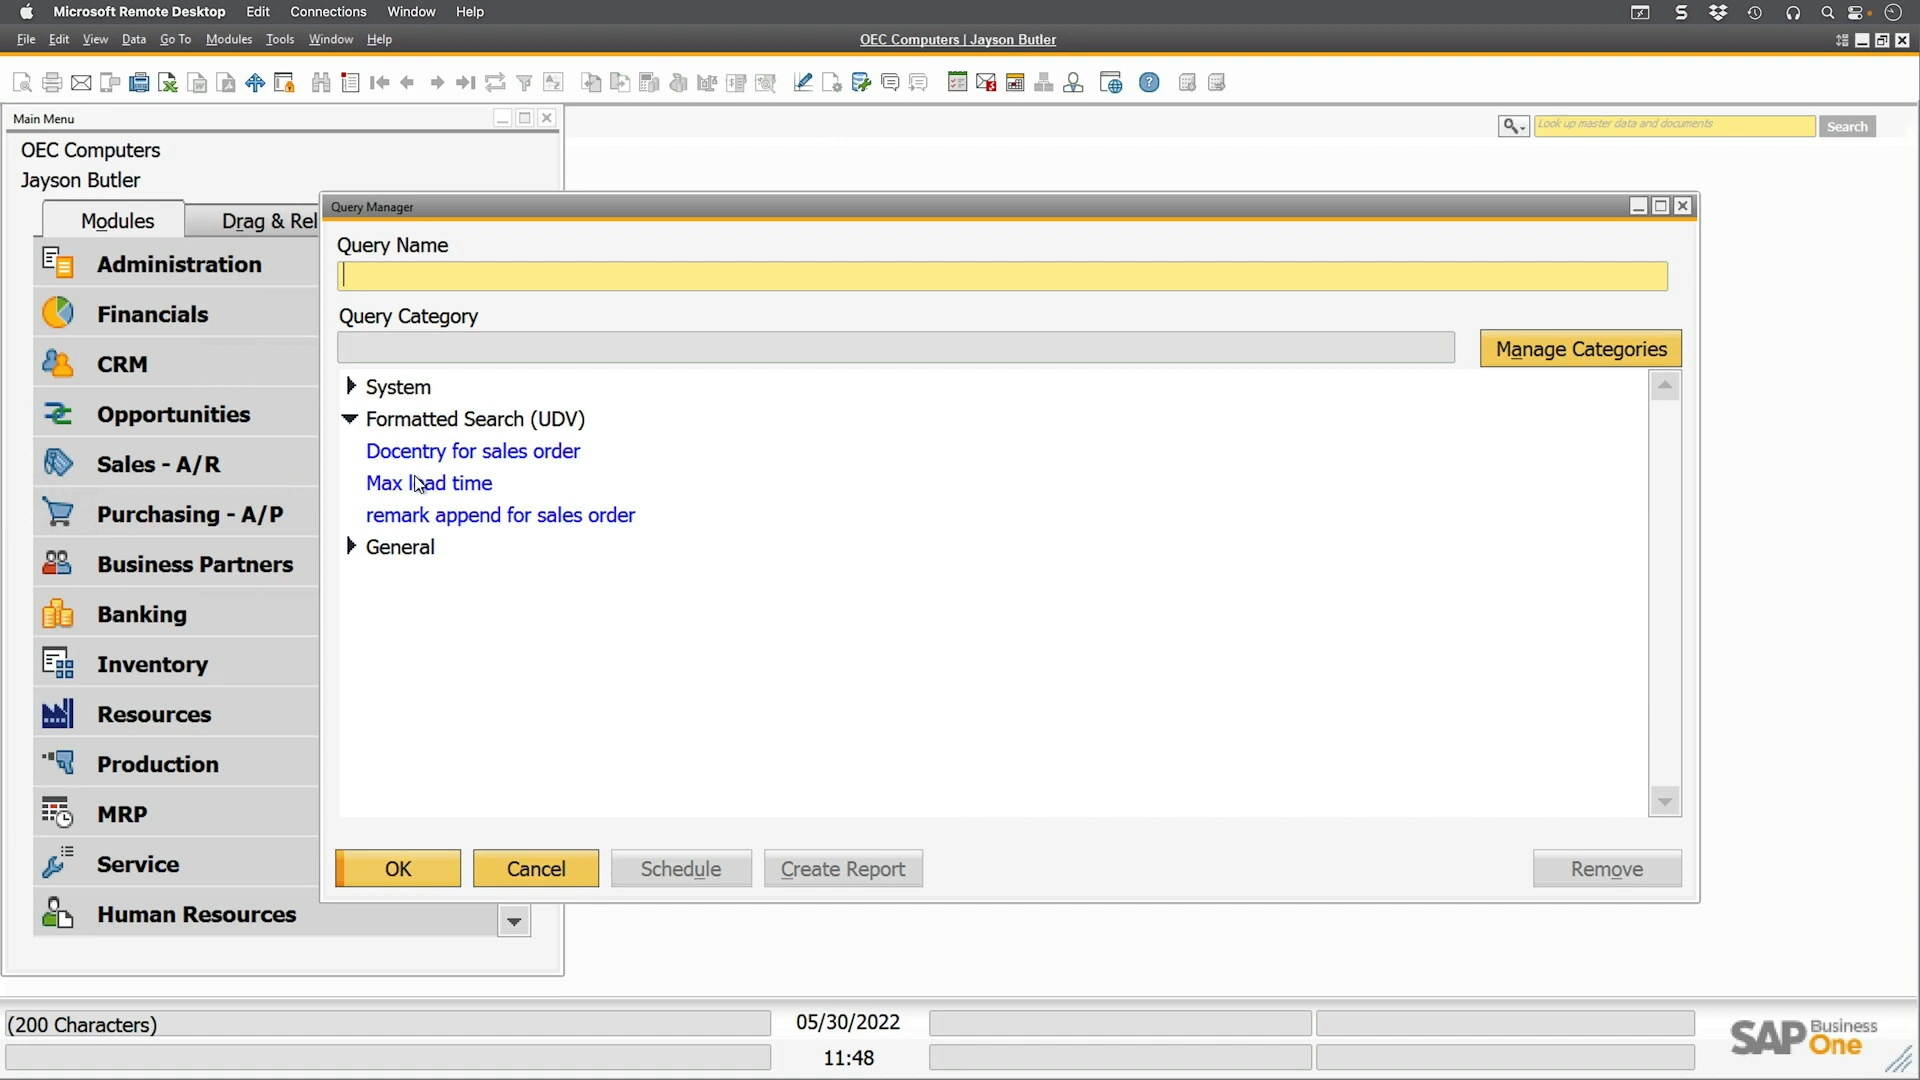 Microsoft Remote Desktop Edit Connections Window Help
File Edit View Data Go To Modules Tools Window Help
OEC Computers | Jayson Butler
Main Menu
Look up master data and documents
Search
OEC Computers
Jayson Butler
Modules
Drag & Rel
Administration
Financials
CRM
Opportunities
Sales - A/R
Purchasing - A/P
Business Partners
Banking
Inventory
Resources
Production
MRP
Service
Human Resources
Query Manager
Query Name
Query Category
Manage Categories
System
Formatted Search (UDV)
Docentry for sales order
Max lead time
remark append for sales order
General
OK
Cancel
Schedule
Create Report
Remove
(200 Characters)
05/30/2022
11:48
SAP Business One